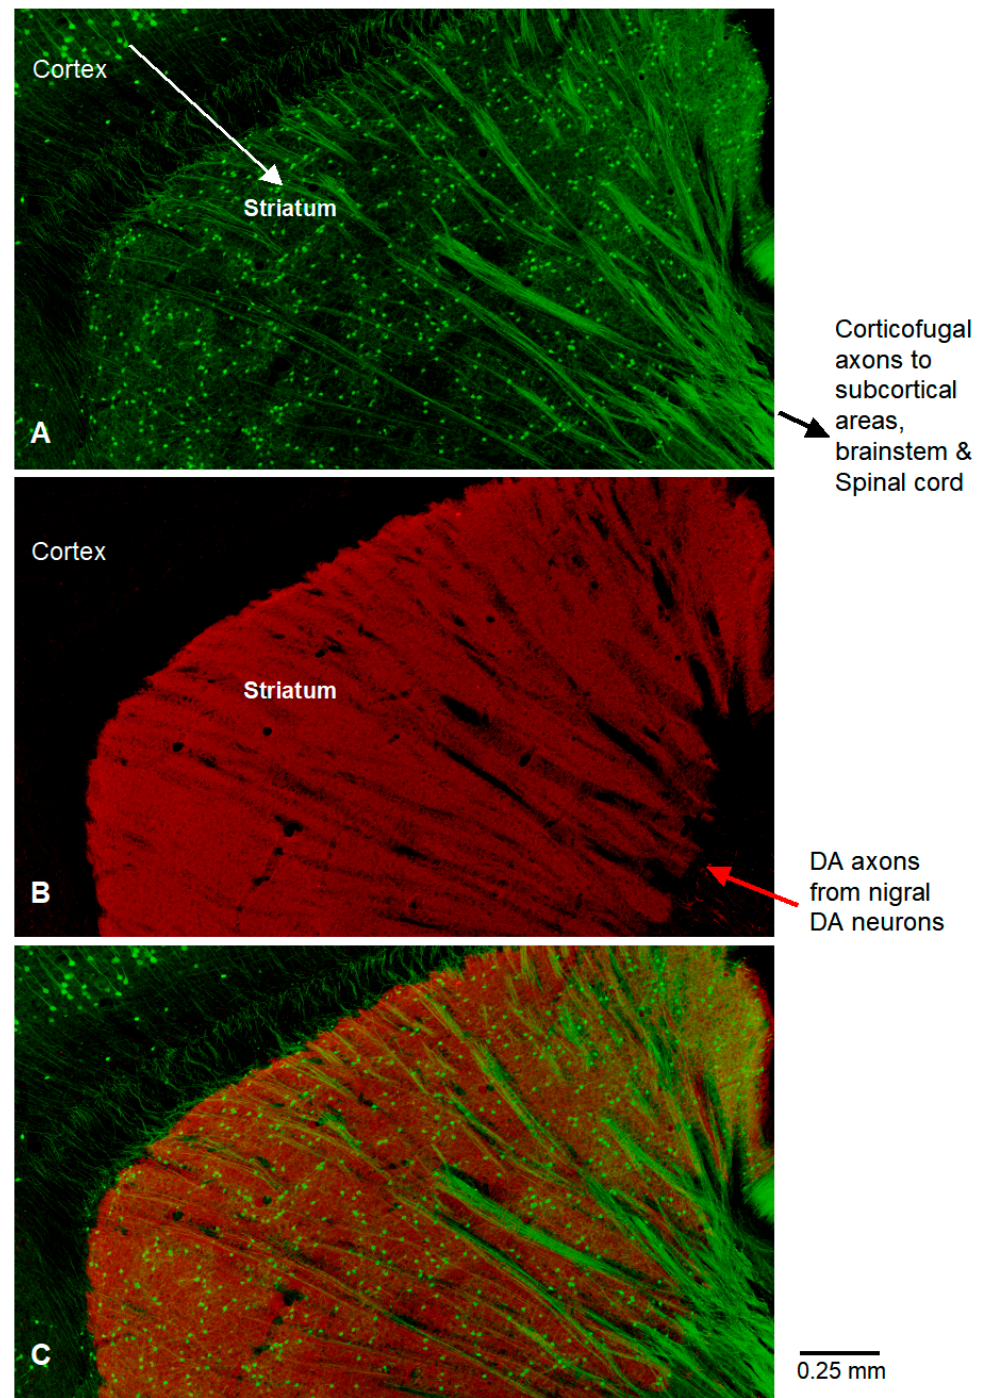 Cortex
Striatum
A
Corticofugal
axons to
subcortical
areas,
brainstem &
Spinal cord
Cortex
Striatum
B
DA axons
from nigral
DA neurons
C
0.25 mm